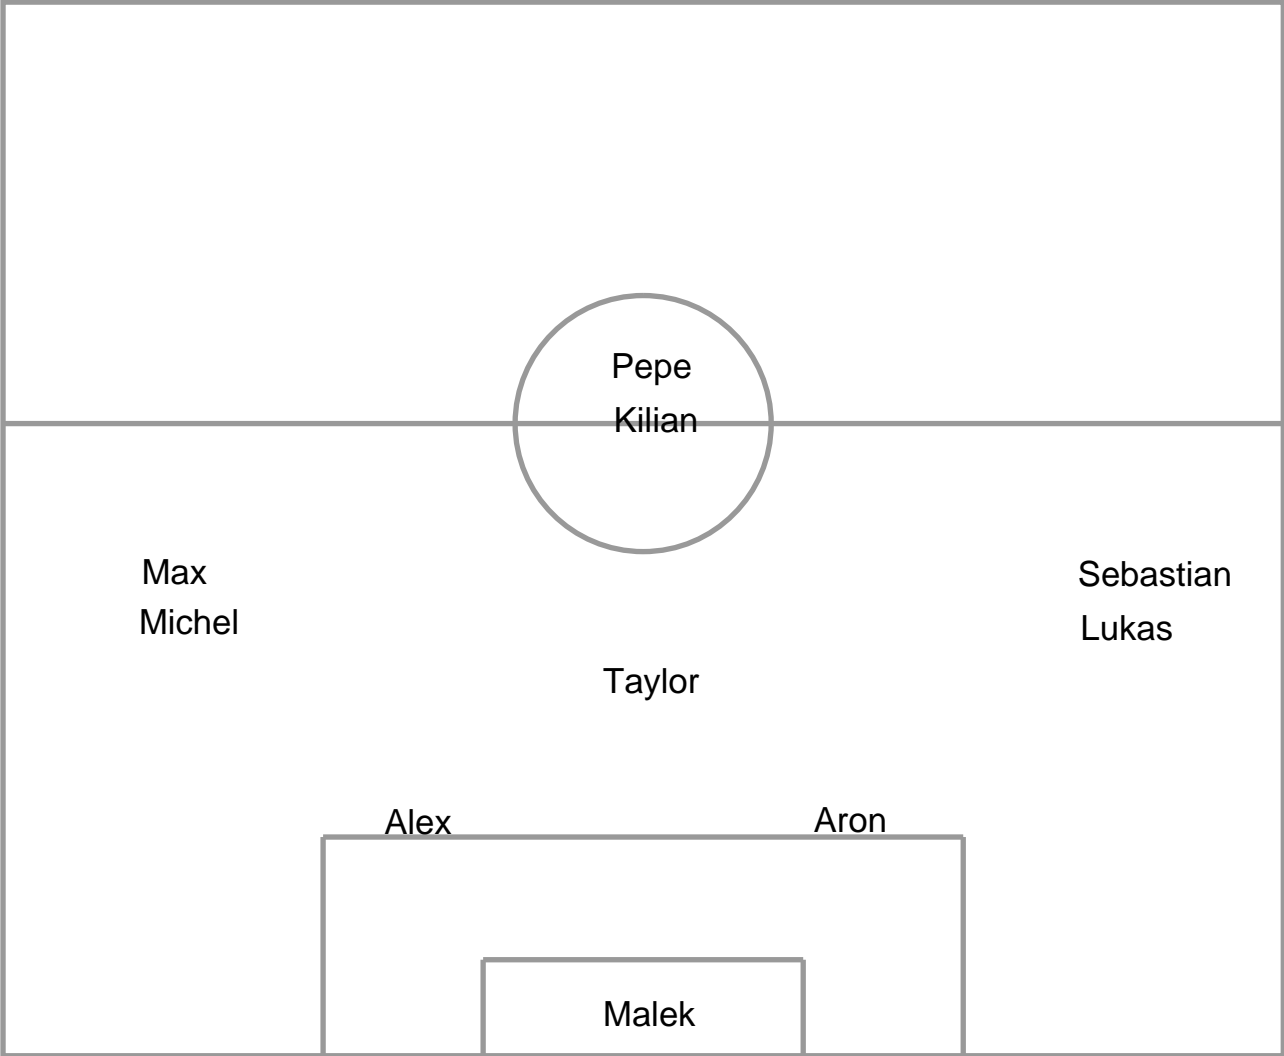 Pepe
Kilian
Max
Sebastian
Michel
Lukas
Taylor
Alex
Aron
Malek